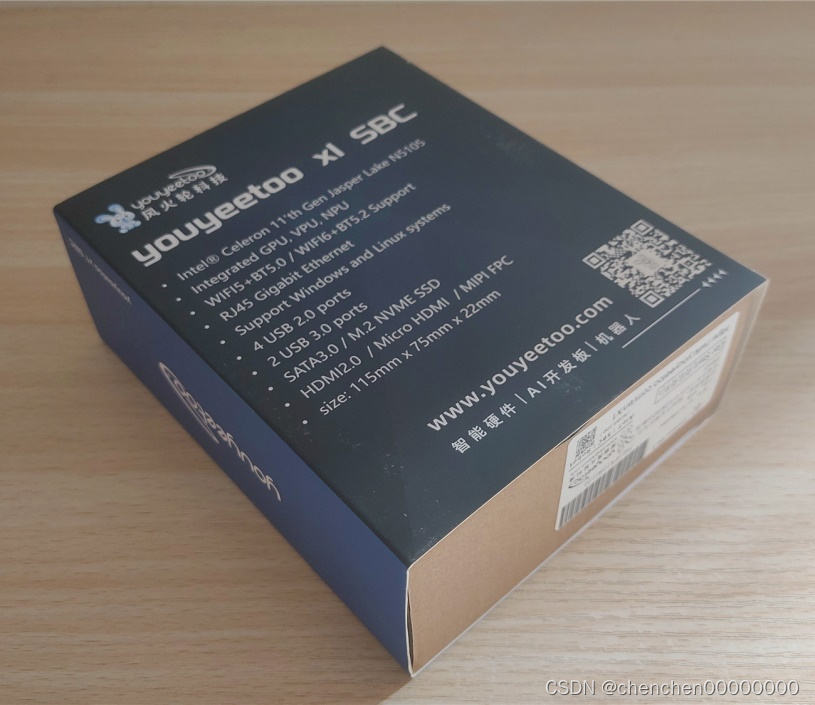 youyeetoo
风火轮科技
youyeetoo x1 SBC
• Intel® Celeron 11'th Gen Jasper Lake N5105
• Integrated GPU, VPU, NPU
• WIFI5+BT5.0 / WIFI6+BT5.2 Support
• RJ45 Gigabit Ethernet
• Support Windows and Linux systems
• 4 USB 2.0 ports
• 2 USB 3.0 ports
• SATA3.0 / M.2 NVME SSD
• HDMI2.0 / Micro HDMI / MIPI FPC
• size: 115mm x 75mm x 22mm
www.youyeetoo.com
智能硬件|AI开发板|机器人
youyeetoo
CSDN @chenchen00000000